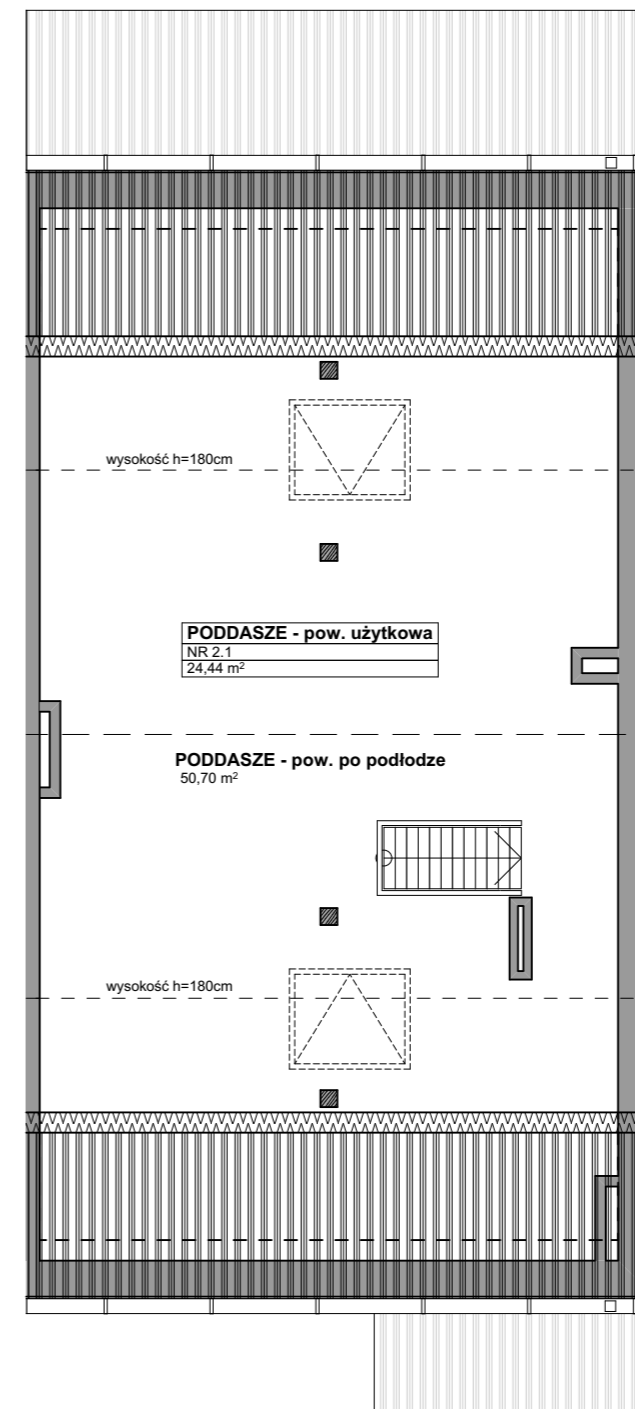 wysokość h=180cm
PODDASZE - pow. użytkowa
NR 2.1
24,44 m²
PODDASZE - pow. po podłodze
50,70 m²
wysokość h=180cm